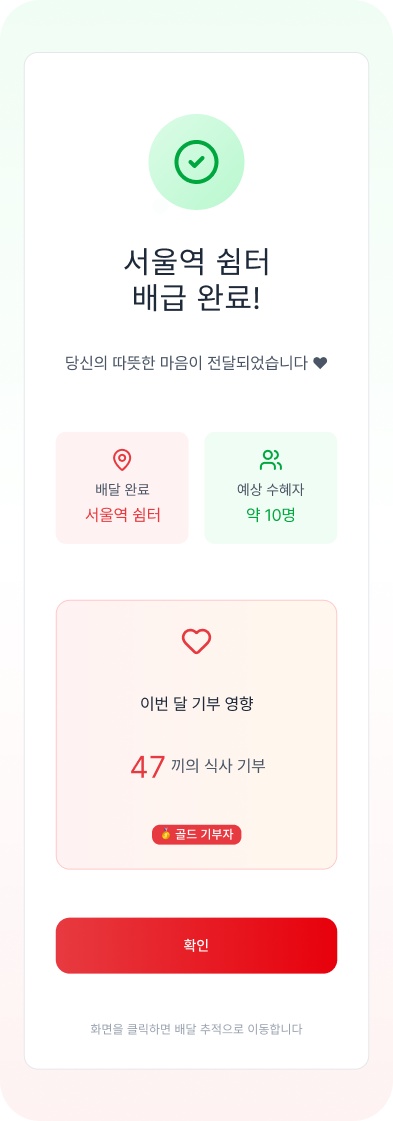 서울역 쉼터
배급 완료!
당신의 따뜻한 마음이 전달되었습니다 ♥
배달 완료
서울역 쉼터
예상 수혜자
약 10명
이번 달 기부 영향
47 끼의 식사 기부
🥇 골드 기부자
확인
화면을 클릭하면 배달 추적으로 이동합니다